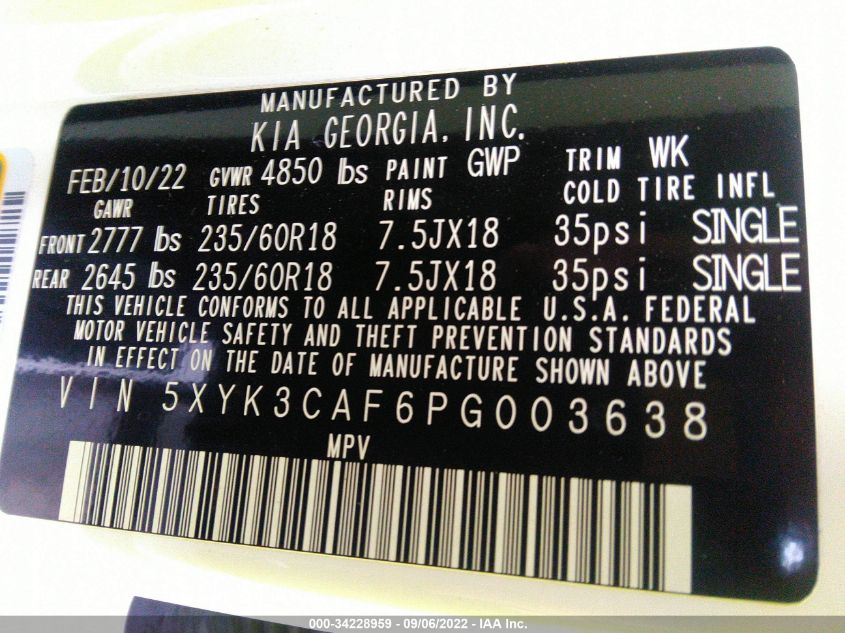 MANUFACTURED BY
KIA GEORGIA, INC.
FEB/10/22 GVWR 4850 lbs PAINT GWP TRIM WK
GAWR TIRES RIMS COLD TIRE INFL
FRONT 2777 lbs 235/60R18 7.5JX18 35psi SINGLE
REAR 2645 lbs 235/60R18 7.5JX18 35psi SINGLE
THIS VEHICLE CONFORMS TO ALL APPLICABLE U.S.A. FEDERAL
MOTOR VEHICLE SAFETY AND THEFT PREVENTION STANDARDS
IN EFFECT ON THE DATE OF MANUFACTURE SHOWN ABOVE
VIN 5XYK3CAF6PG003638
MPV
000-34228959 - 09/06/2022 - IAA Inc.